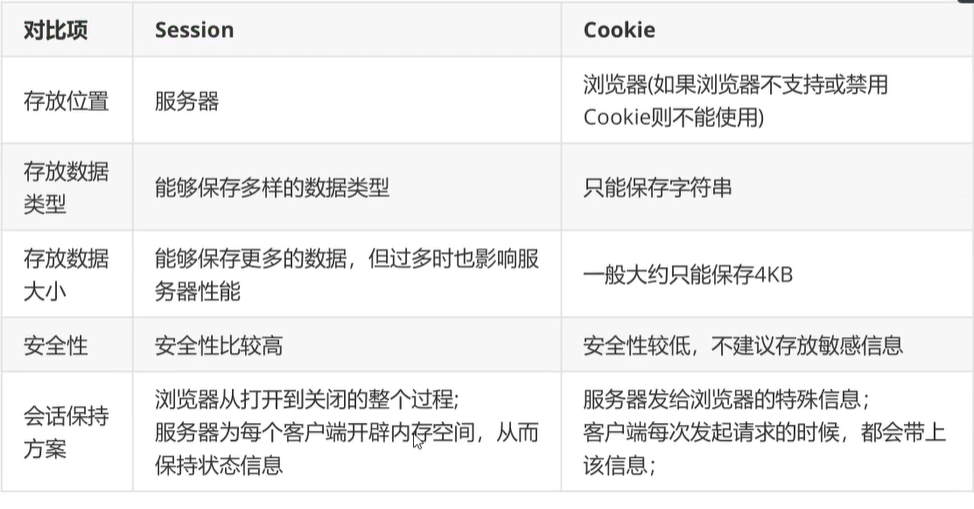 对比项 Session Cookie
存放位置 服务器 浏览器(如果浏览器不支持或禁用
Cookie则不能使用)
存放数据
类型
能够保存多样的数据类型
只能保存字符串
存放数据
大小
能够保存更多的数据，但过多时也影响服
务器性能
一般大约只能保存4KB
安全性 安全性比较高 安全性较低，不建议存放敏感信息
会话保持
方案
浏览器从打开到关闭的整个过程;
服务器为每个客户端开辟内存空间，从而
保持状态信息
服务器发给浏览器的特殊信息；
客户端每次发起请求的时候，都会带上
该信息；